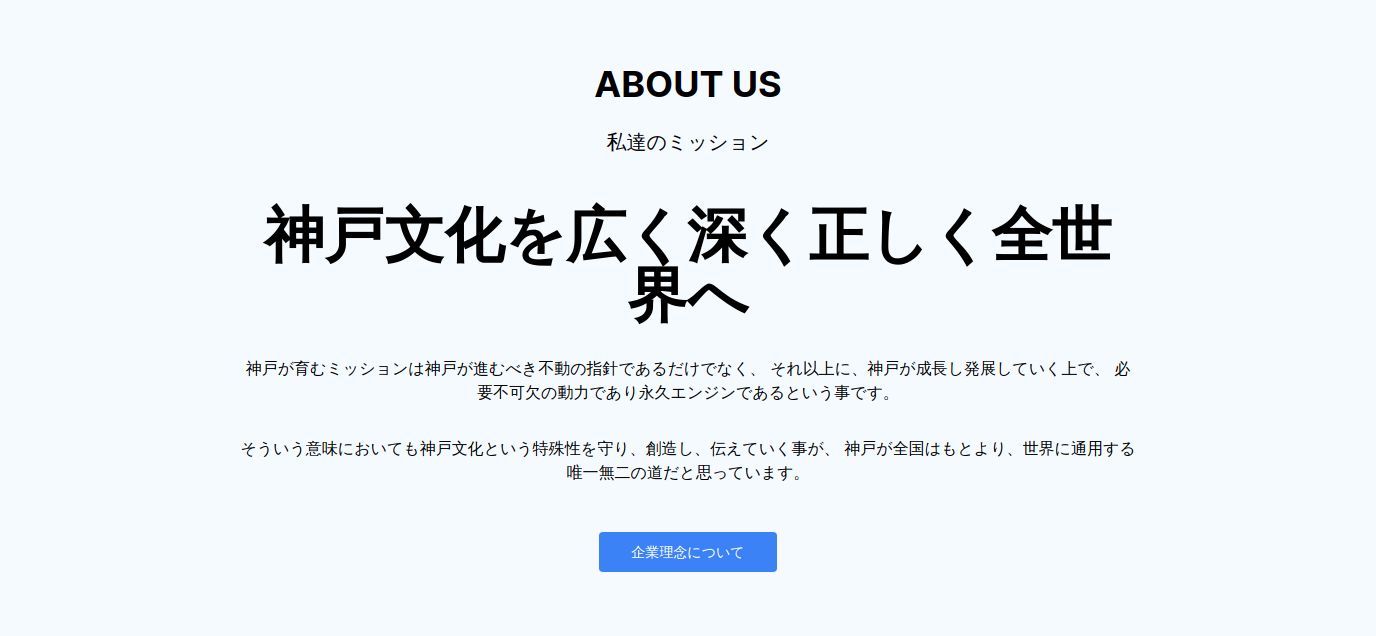 ABOUT US
私達のミッション
神戸文化を広く深く正しく全世
界へ
神戸が育むミッションは神戸が進むべき不動の指針であるだけでなく、 それ以上に、神戸が成長し発展していく上で、 必
要不可欠の動力であり永久エンジンであるという事です。
そういう意味においても神戸文化という特殊性を守り、創造し、伝えていく事が、 神戸が全国はもとより、世界に通用する
唯一無二の道だと思っています。
企業理念について